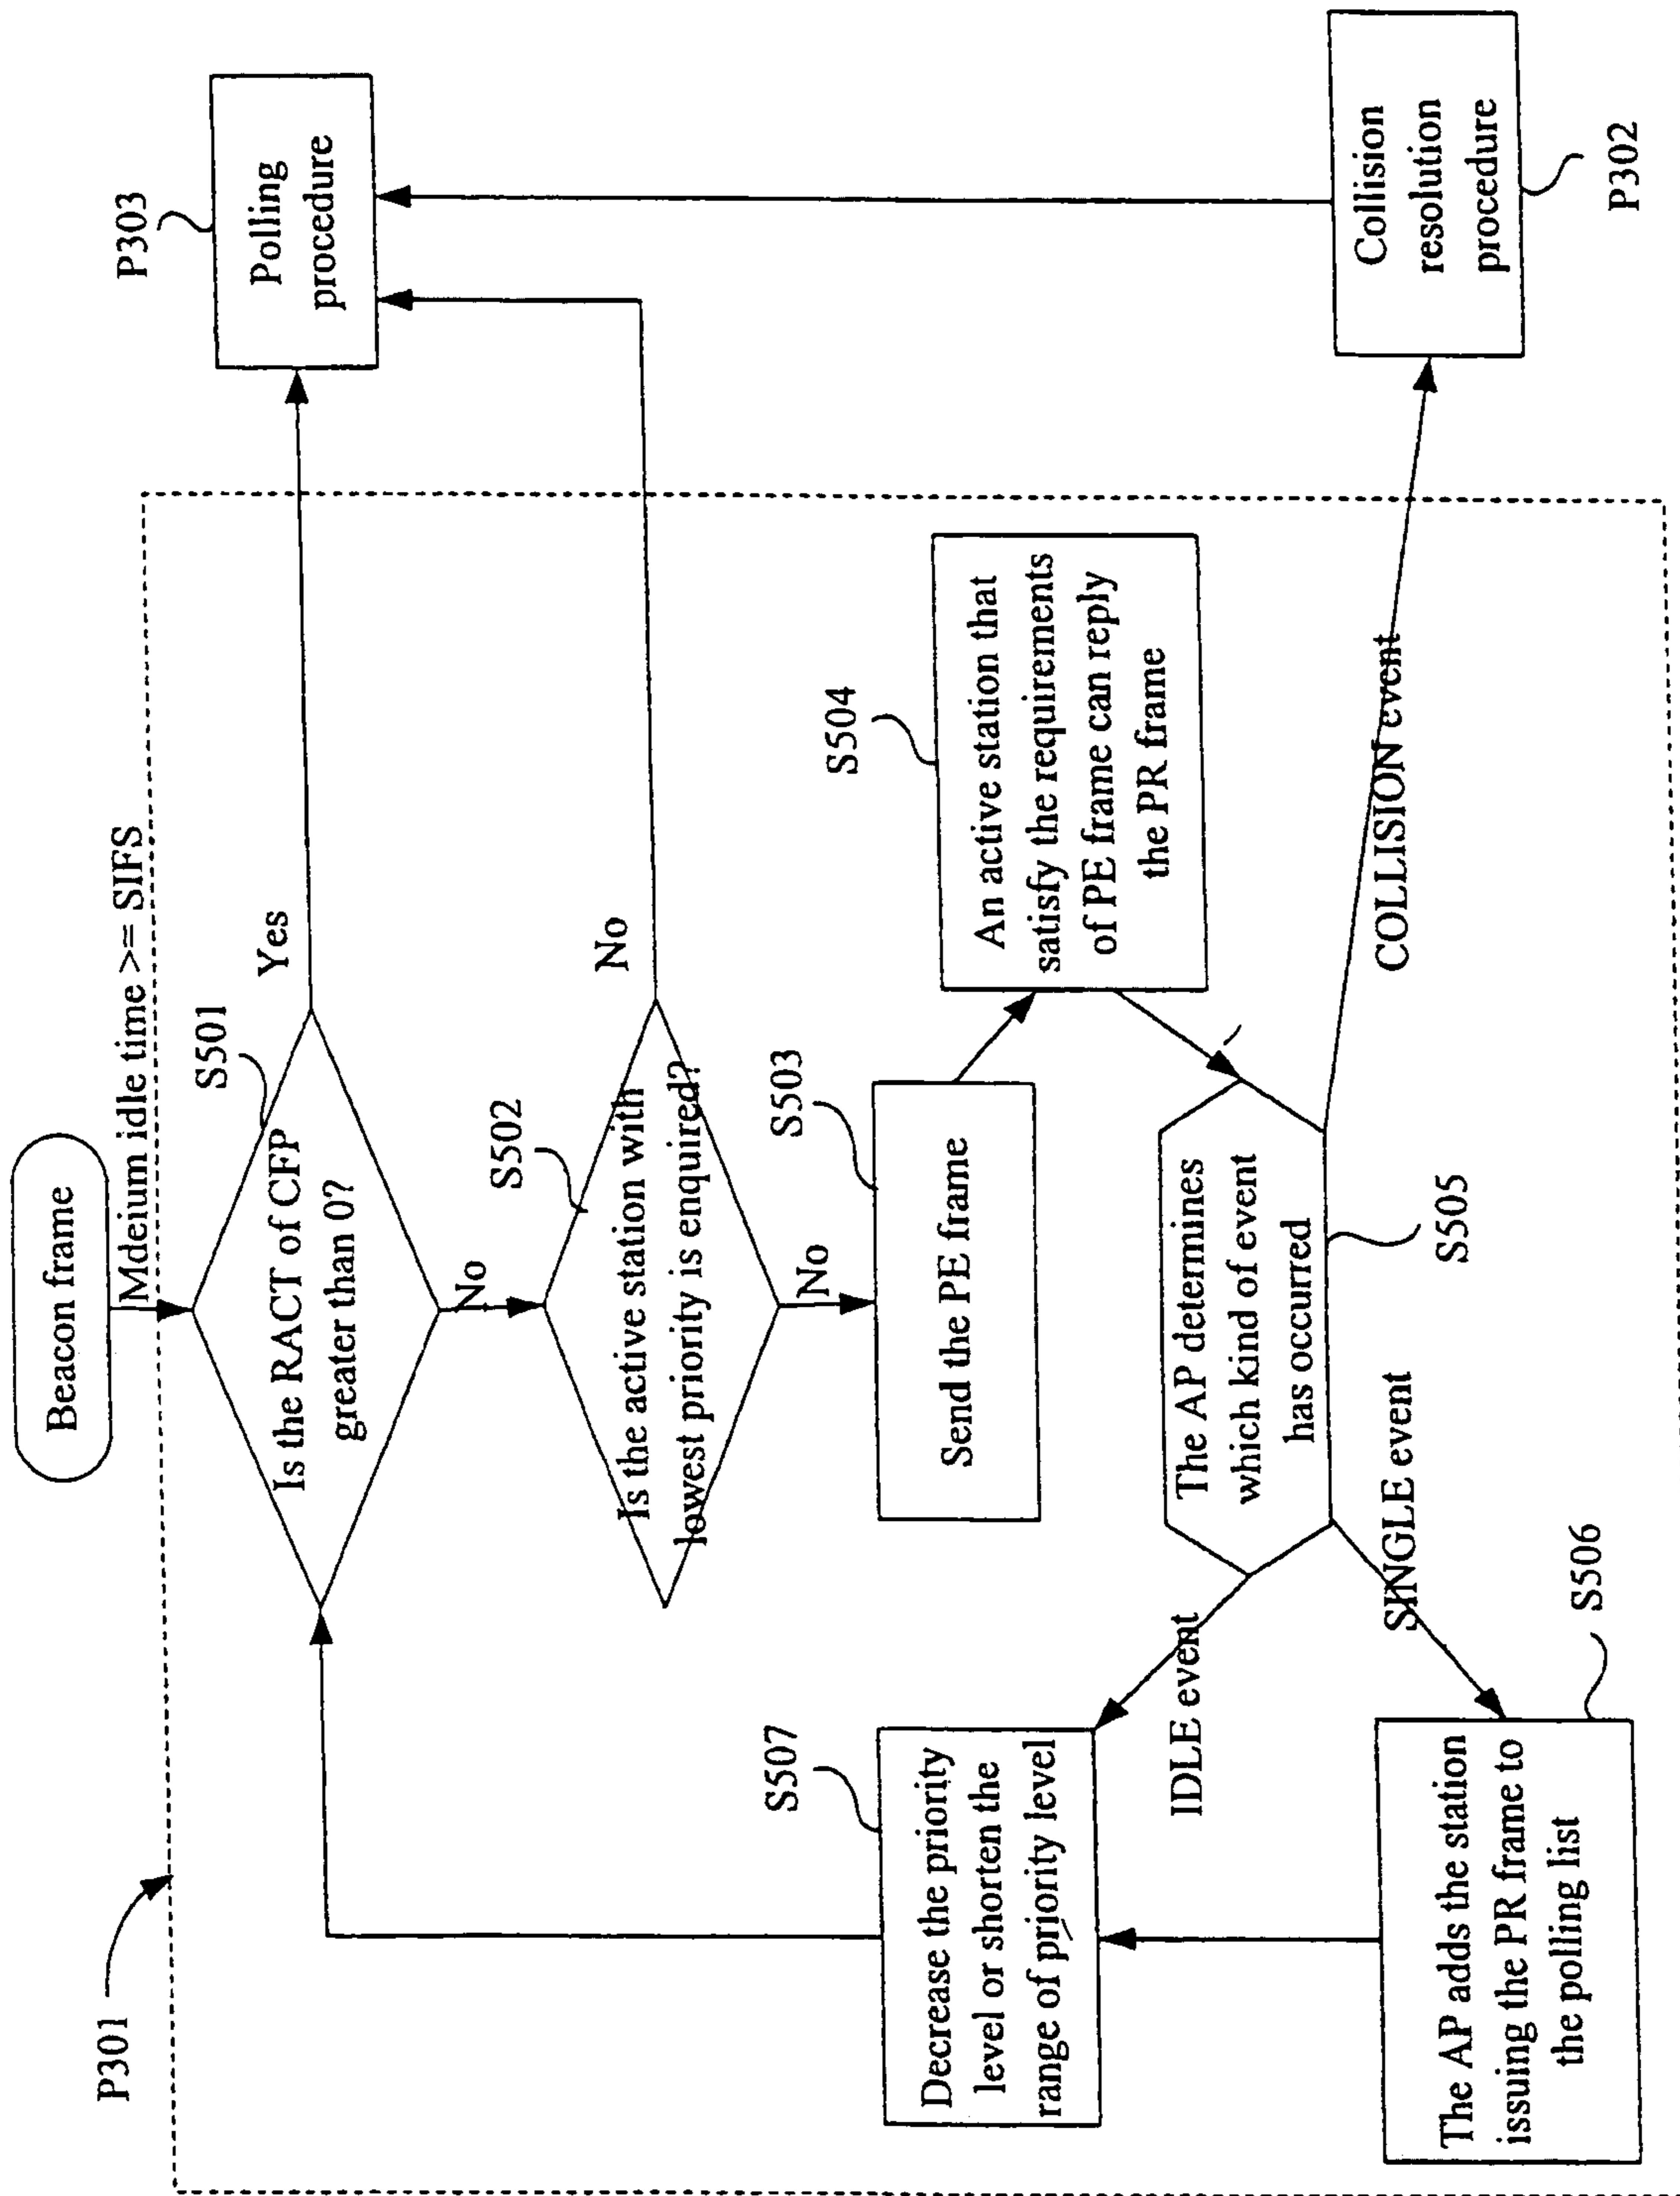 Beacon frame
Mdeium idle time >= SIFS
P301
S501
Is the RACT of CFP
greater than 0?
Yes
No
P303
Polling
procedure
S502
Is the active station with
lowest priority is enquired?
No
No
S503
Send the PE frame
S504
An active station that
satisfy the requirements
of PE frame can reply
the PR frame
S507
Decrease the priority
level or shorten the
range of priority level
The AP determines
which kind of event
has occurred
S505
IDLE event
SINGLE event
COLLISION event
S506
The AP adds the station
issuing the PR frame to
the polling list
Collision
resolution
procedure
P302